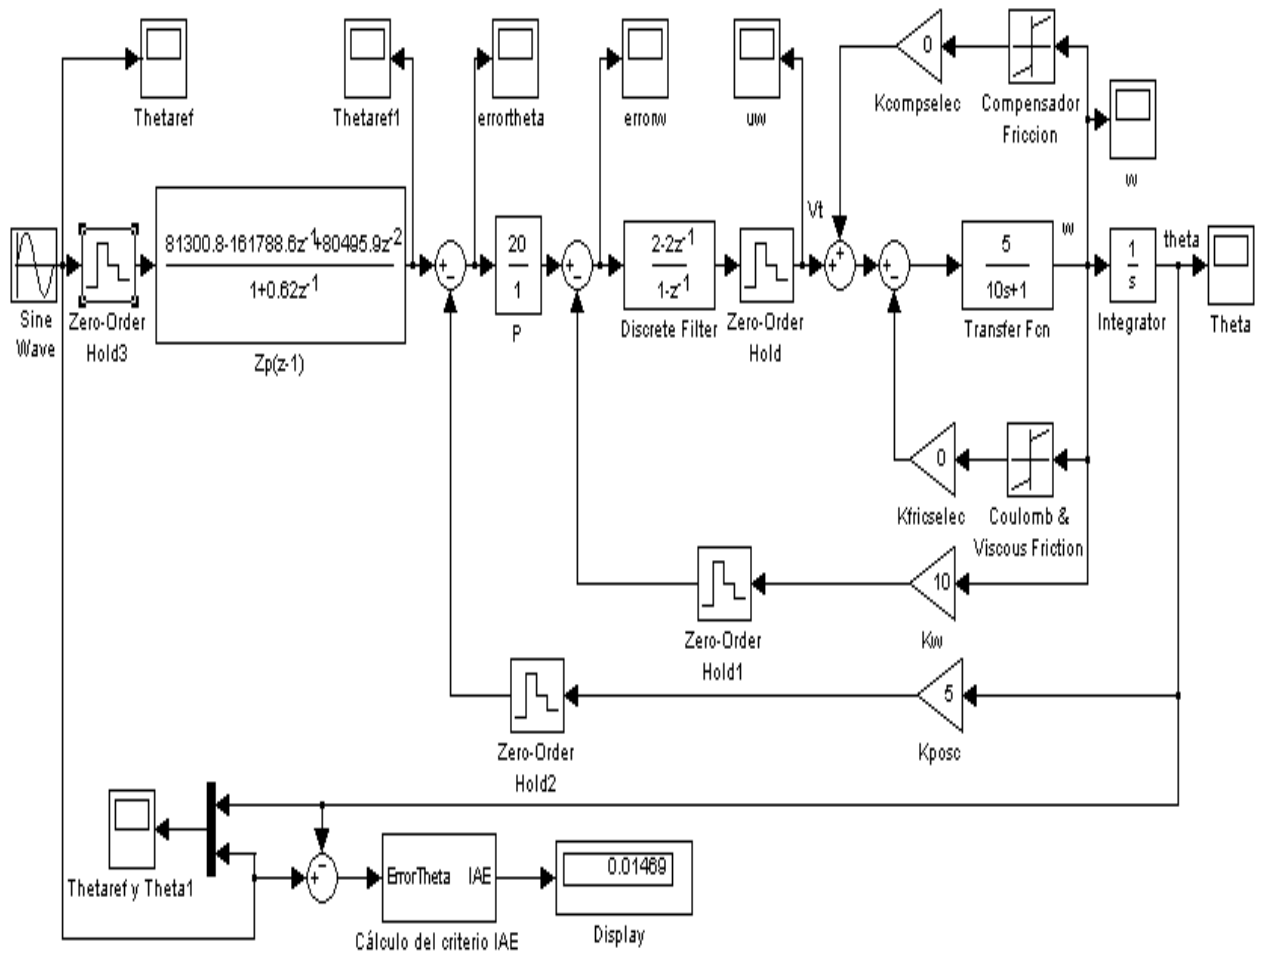 Thetaref
Thetaref1
errortheta
errorw
uw
0
Kcompselec
Compensador
Friccion
w
Sine
Wave
Zero-Order
Hold3
81300.8-161788.6z-1+80495.9z-2
1+0.62z-1
Zp(z-1)
+
-
20
1
P
+
-
2-2z-1
1-z-1
Discrete Filter
Zero-Order
Hold
Vt
+
+
+
-
5
10s+1
Transfer Fcn
w
1
s
Integrator
theta
Theta
0
Kfricselec
Coulomb &
Viscous Friction
Zero-Order
Hold1
10
Kw
Zero-Order
Hold2
5
Kposc
Thetaref y Theta1
-
+
ErrorTheta IAE
Cálculo del criterio IAE
0.01469
Display